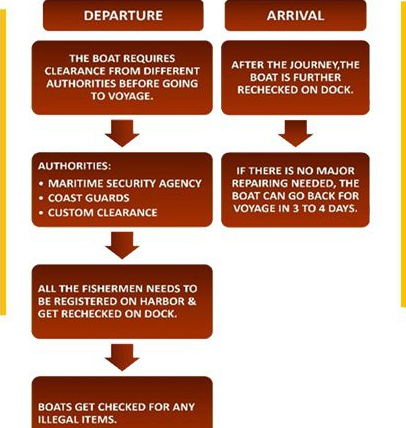 DEPARTURE
THE BOAT REQUIRES
CLEARANCE FROM DIFFERENT
AUTHORITIES BEFORE GOING
TO VOYAGE.
AUTHORITIES:
• MARITIME SECURITY AGENCY
• COAST GUARDS
• CUSTOM CLEARANCE
ALL THE FISHERMEN NEEDS TO
BE REGISTERED ON HARBOR &
GET RECHECKED ON DOCK.
BOATS GET CHECKED FOR ANY
ILLEGAL ITEMS.
ARRIVAL
AFTER THE JOURNEY,THE
BOAT IS FURTHER
RECHECKED ON DOCK.
IF THERE IS NO MAJOR
REPAIRING NEEDED, THE
BOAT CAN GO BACK FOR
VOYAGE IN 3 TO 4 DAYS.